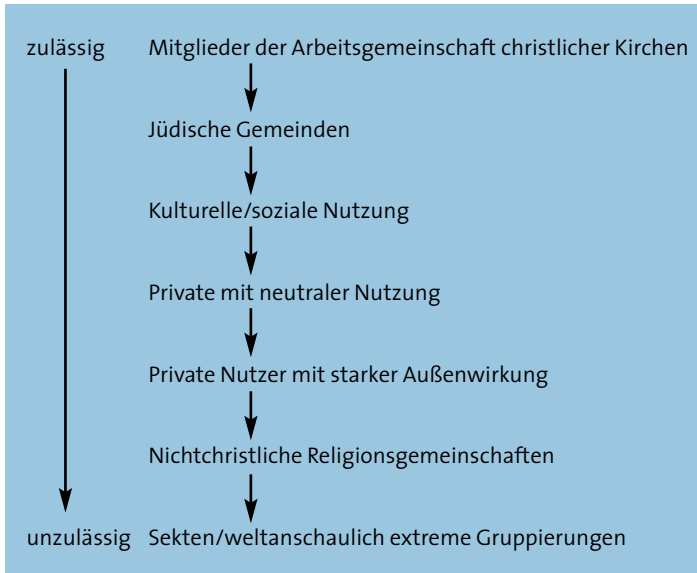 zulässig Mitglieder der Arbeitsgemeinschaft christlicher Kirchen
Jüdische Gemeinden
Kulturelle/soziale Nutzung
Private mit neutraler Nutzung
Private Nutzer mit starker Außenwirkung
Nichtchristliche Religionsgemeinschaften
unzulässig Sekten/weltanschaulich extreme Gruppierungen